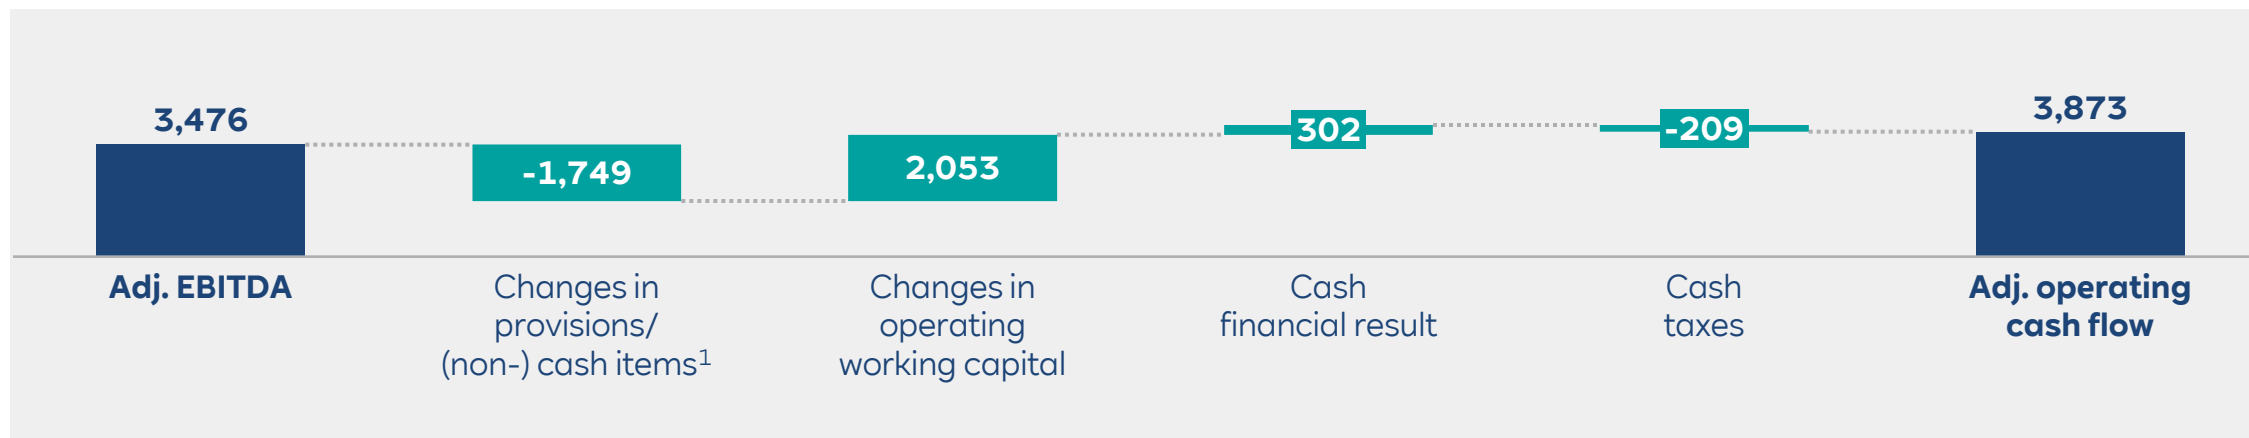 3,476
-1,749
2,053
302
-209
3,873
Adj. EBITDA
Changes in
provisions/
(non-) cash items¹
Changes in
operating
working capital
Cash
financial result
Cash
taxes
Adj. operating
cash flow